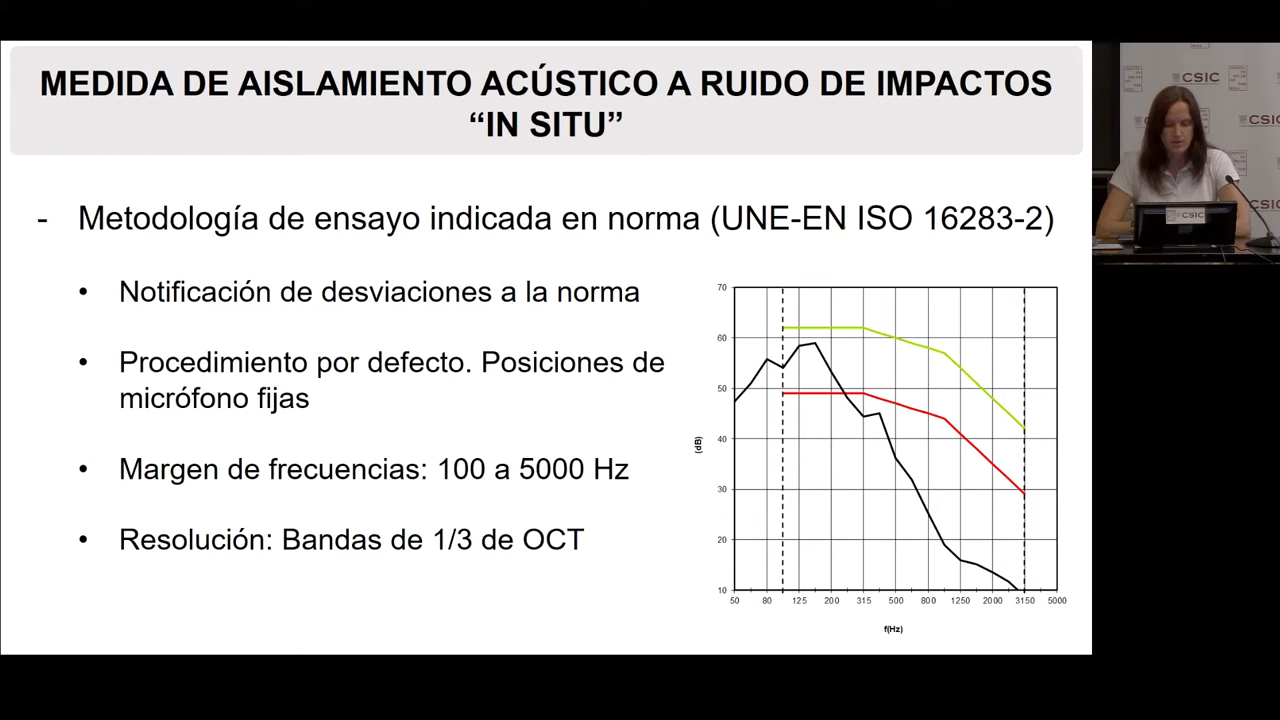 MEDIDA DE AISLAMIENTO ACÚSTICO A RUIDO DE IMPACTOS
“IN SITU”
- Metodología de ensayo indicada en norma (UNE-EN ISO 16283-2)
• Notificación de desviaciones a la norma
• Procedimiento por defecto. Posiciones de
micrófono fijas
• Margen de frecuencias: 100 a 5000 Hz
• Resolución: Bandas de 1/3 de OCT
70
60
50
40
30
20
10
(dB)
50 80 125 200 315 500 800 1250 2000 3150 5000
f(Hz)
CSIC
CSIC
CSIC
CSIC